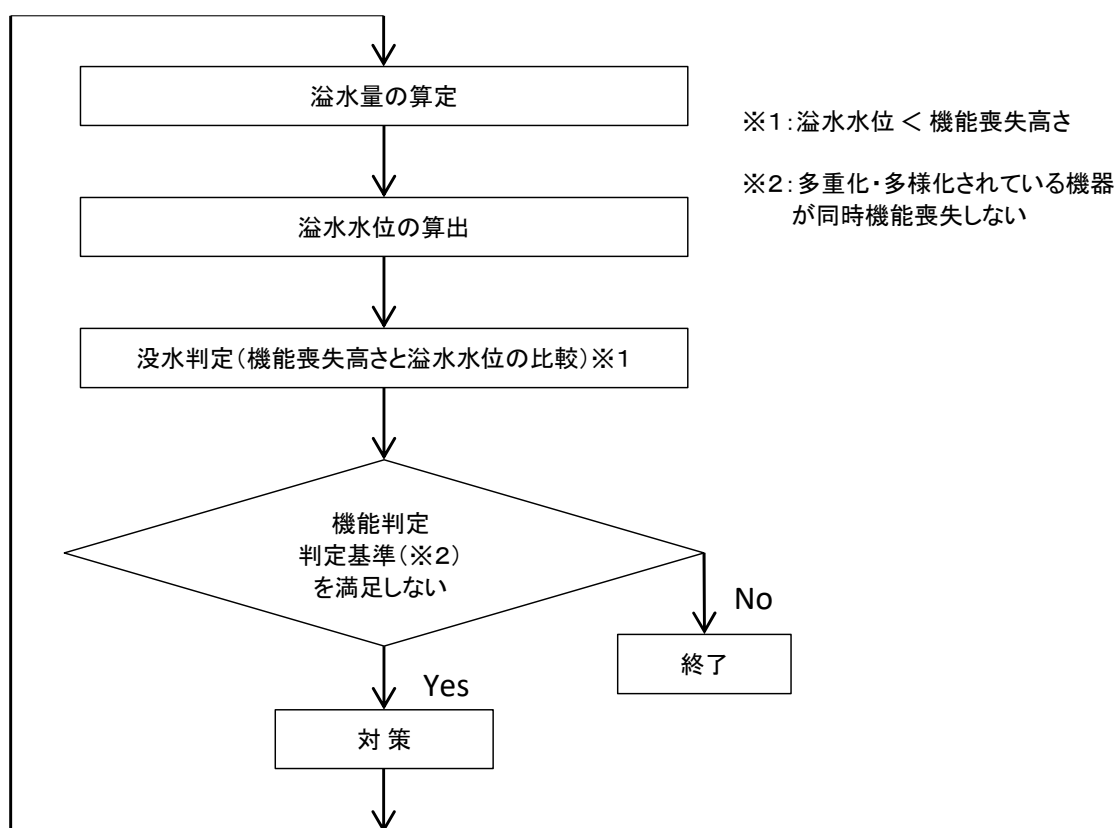 溢水量の算定
※1:溢水水位 < 機能喪失高さ
※2:多重化・多様化されている機器
が同時機能喪失しない
溢水水位の算出
没水判定(機能喪失高さと溢水水位の比較)※1
機能判定
判定基準(※2)
を満足しない
No
終了
Yes
対 策